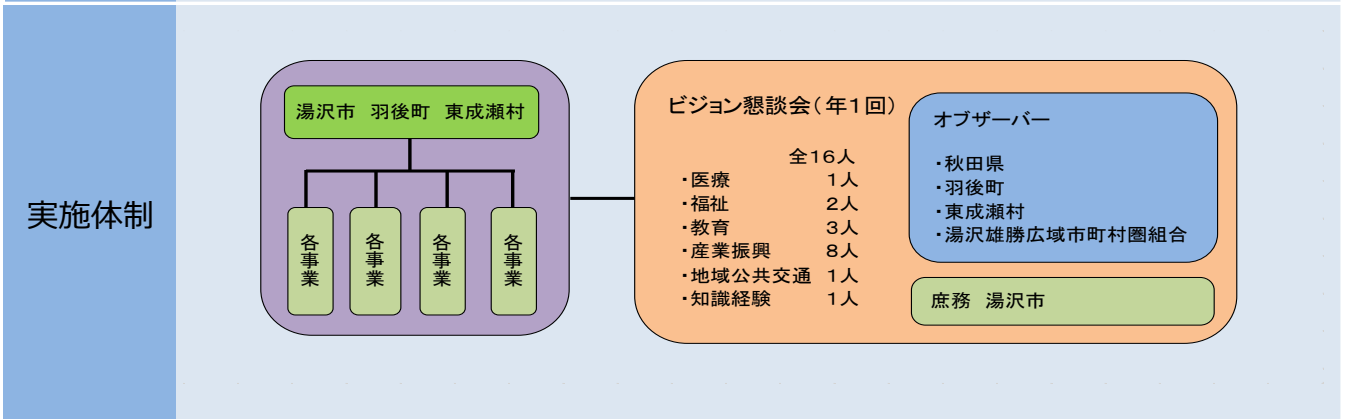 実施体制
湯沢市 羽後町 東成瀬村
各事業
各事業
各事業
各事業
ビジョン懇談会(年1回)
全16人
・医療 1人
・福祉 2人
・教育 3人
・産業振興 8人
・地域公共交通 1人
・知識経験 1人
オブザーバー
・秋田県
・羽後町
・東成瀬村
・湯沢雄勝広域市町村圏組合
庶務 湯沢市